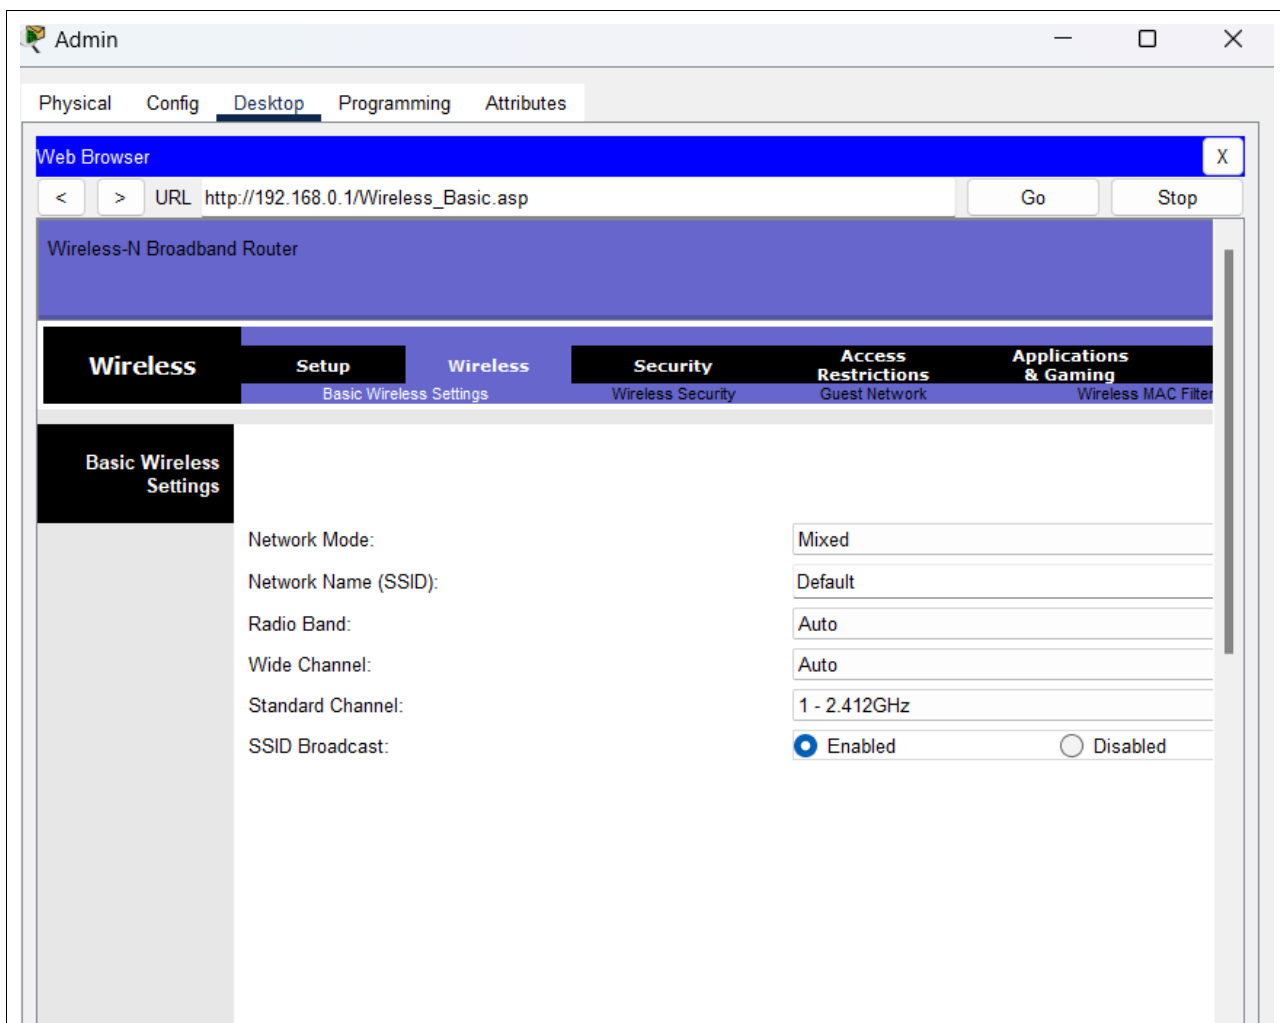 Admin
Physical Config Desktop Programming Attributes
Web Browser X
< > URL http://192.168.0.1/Wireless_Basic.asp Go Stop
Wireless-N Broadband Router
Wireless Setup Wireless Security Access Restrictions Applications & Gaming
Basic Wireless Settings Wireless Security Guest Network Wireless MAC Filter
Basic Wireless
Settings
Network Mode: Mixed
Network Name (SSID): Default
Radio Band: Auto
Wide Channel: Auto
Standard Channel: 1 - 2.412GHz
SSID Broadcast: Enabled Disabled